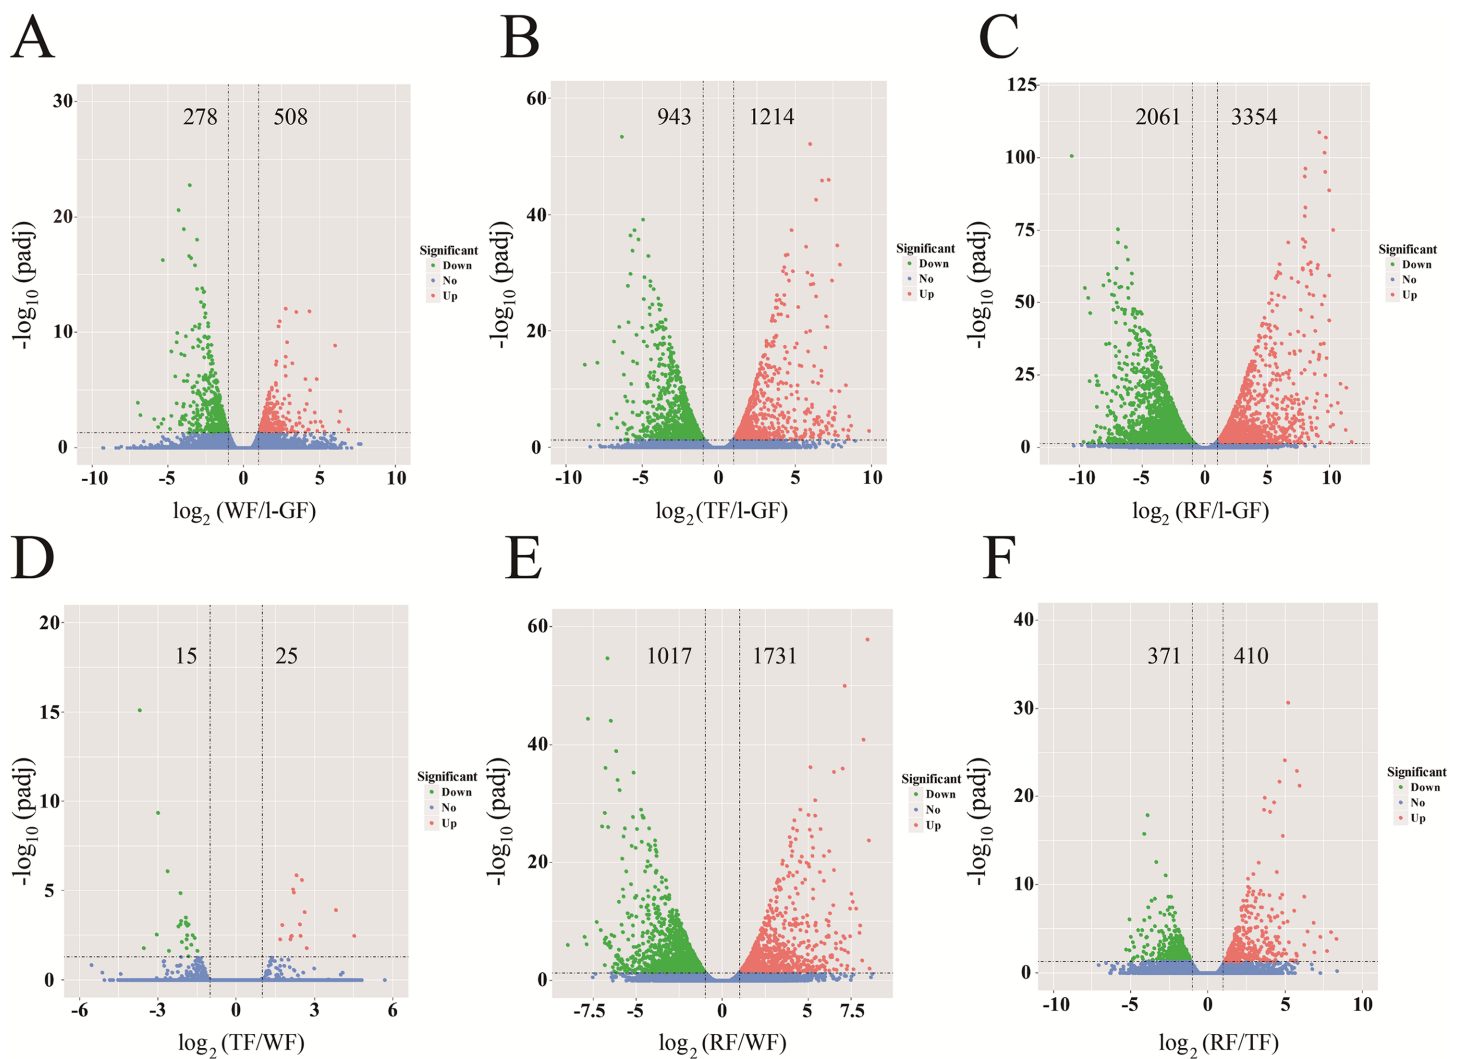 A
30
20
10
0
-10
-5
0
5
10
278
508
-log10 (padj)
log2 (WF/l-GF)
Significant
Down
No
Up
B
60
40
20
0
-10
-5
0
5
10
943
1214
-log10 (padj)
log2 (TF/l-GF)
Significant
Down
No
Up
C
125
100
75
50
25
0
-10
-5
0
5
10
2061
3354
-log10 (padj)
log2 (RF/l-GF)
Significant
Down
No
Up
D
20
15
10
5
0
-6
-3
0
3
6
15
25
-log10 (padj)
log2 (TF/WF)
Significant
Down
No
Up
E
60
40
20
0
-7.5
-5
0
5
7.5
1017
1731
-log10 (padj)
log2 (RF/WF)
Significant
Down
No
Up
F
40
30
20
10
0
-10
-5
0
5
10
371
410
-log10 (padj)
log2 (RF/TF)
Significant
Down
No
Up